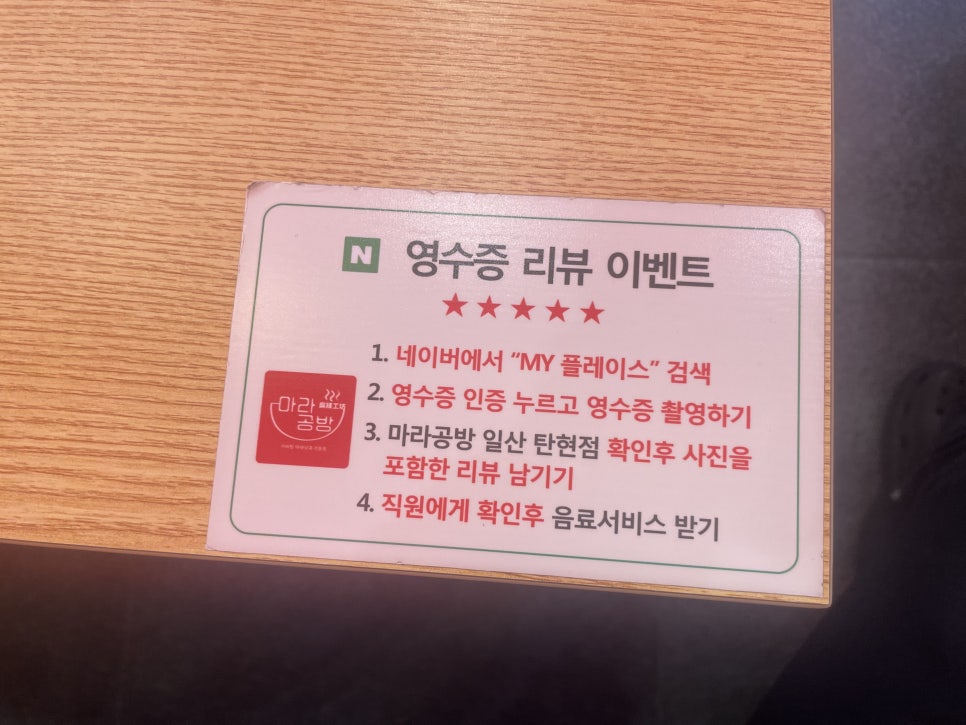 N 영수증 리뷰 이벤트
★★★★★
1. 네이버에서 “MY 플레이스” 검색
2. 영수증 인증 누르고 영수증 촬영하기
3. 마라공방 일산 탄현점 확인후 사진을
포함한 리뷰 남기기
4. 직원에게 확인후 음료서비스 받기
마라
공방